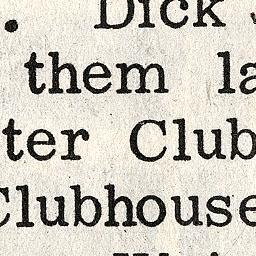 . Dick
them la
ter Club
Clubhouse